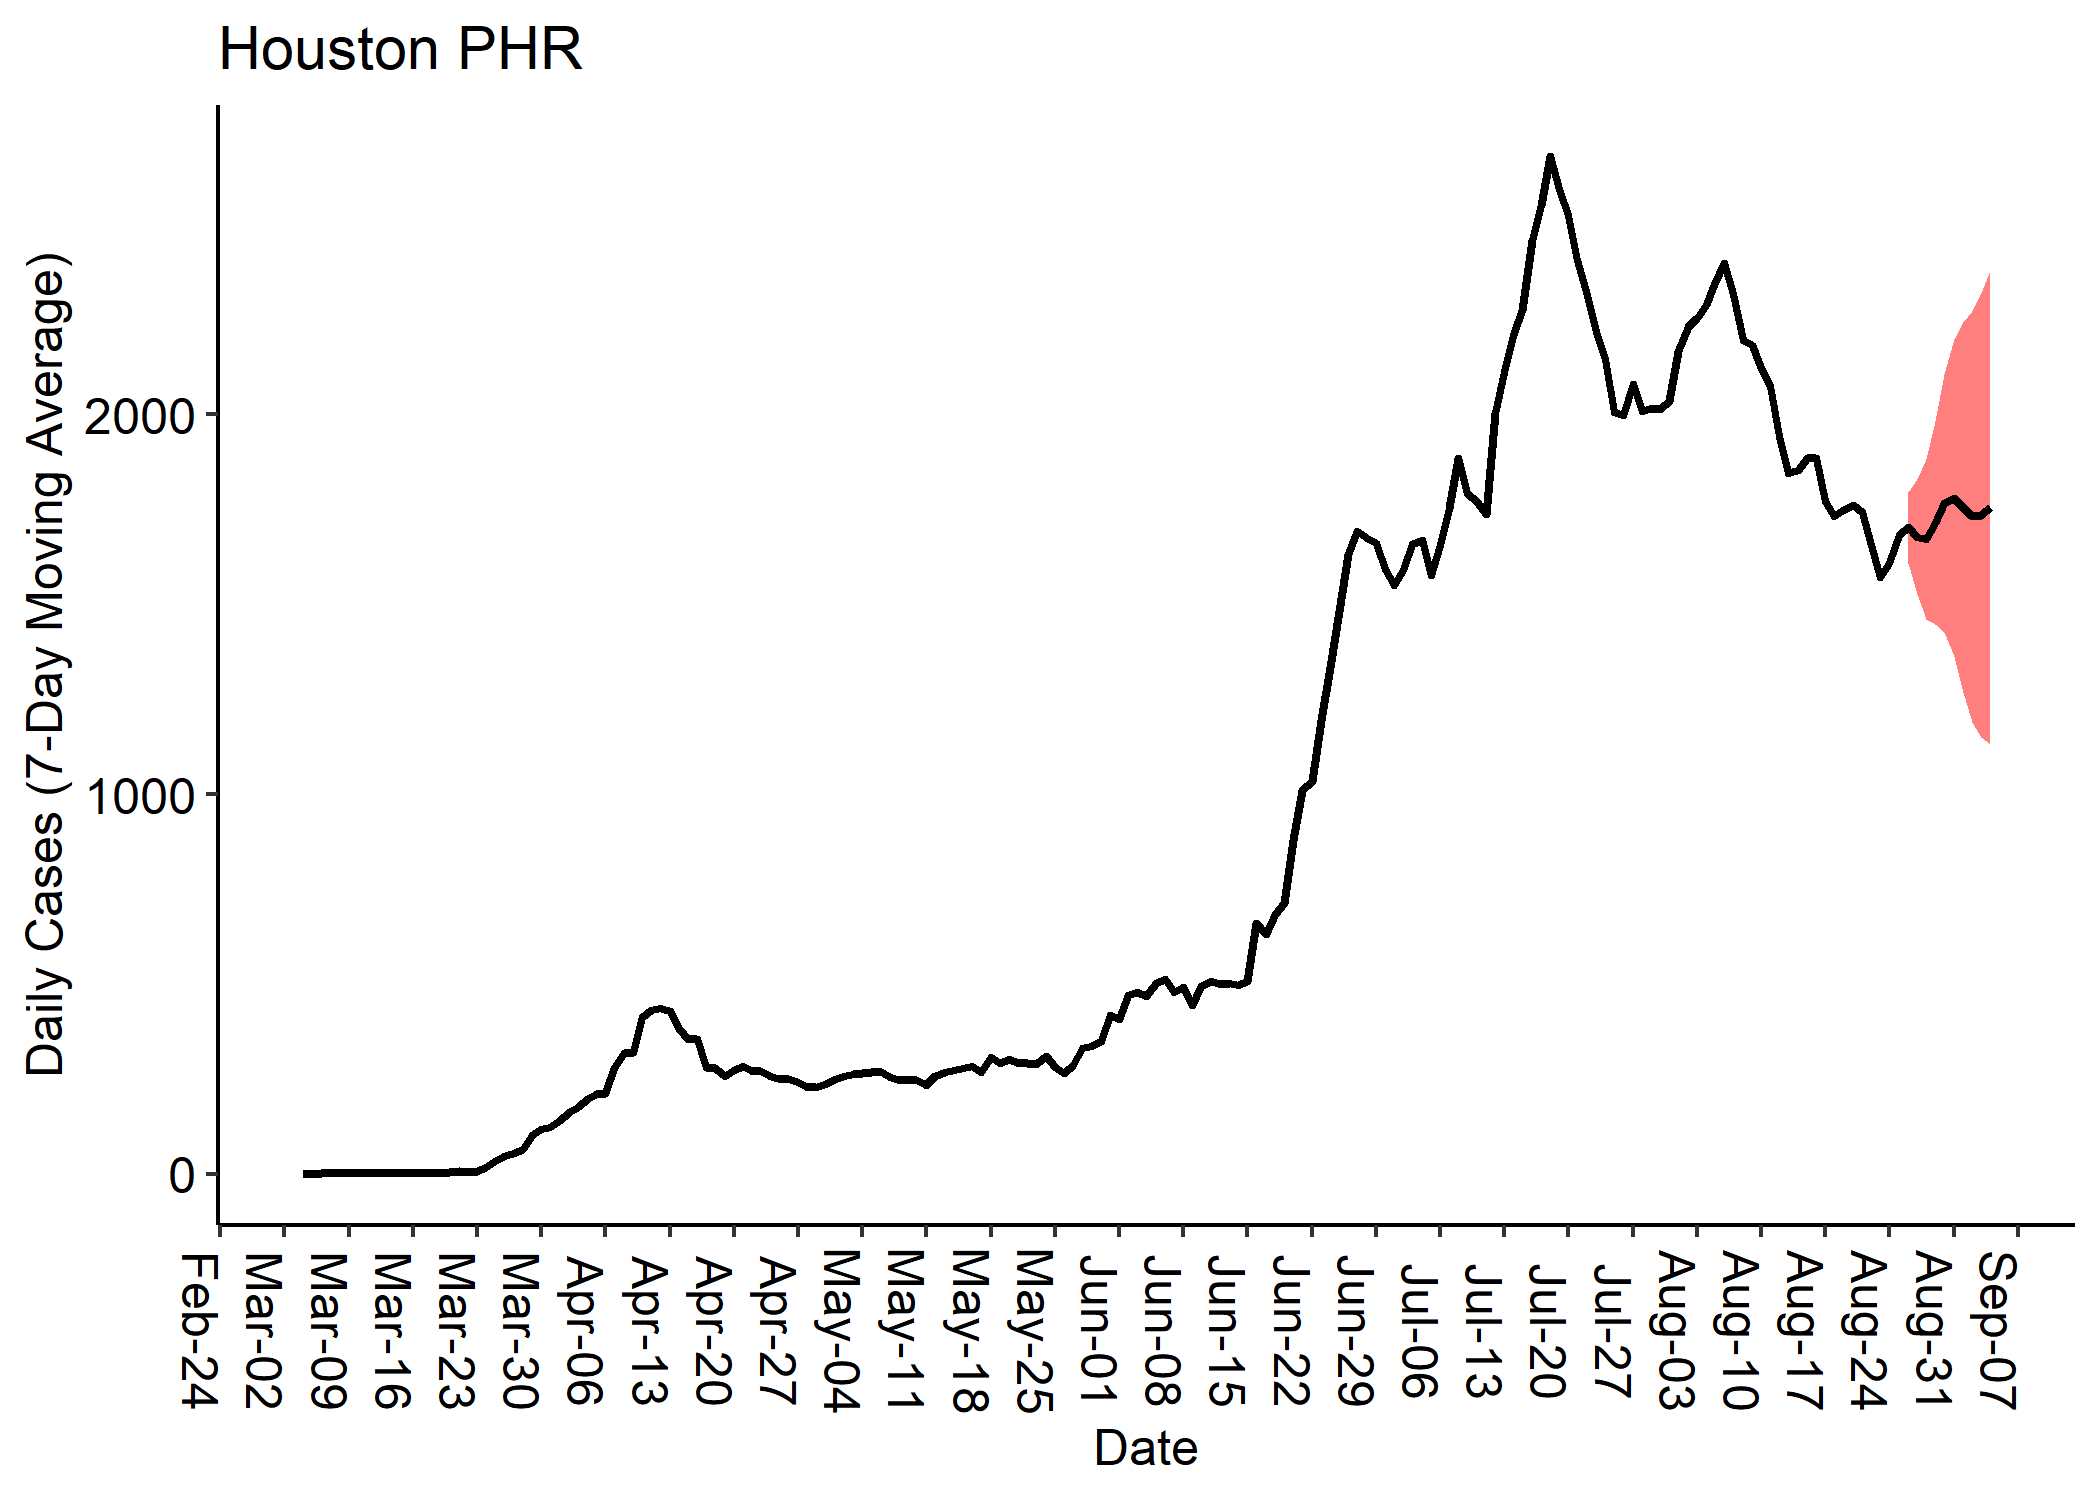 Houston PHR
Daily Cases (7-Day Moving Average)
2000
1000
0
Feb-24
Mar-02
Mar-09
Mar-16
Mar-23
Mar-30
Apr-06
Apr-13
Apr-20
Apr-27
May-04
May-11
May-18
May-25
Jun-01
Jun-08
Jun-15
Jun-22
Jun-29
Jul-06
Jul-13
Jul-20
Jul-27
Aug-03
Aug-10
Aug-17
Aug-24
Aug-31
Sep-07
Date